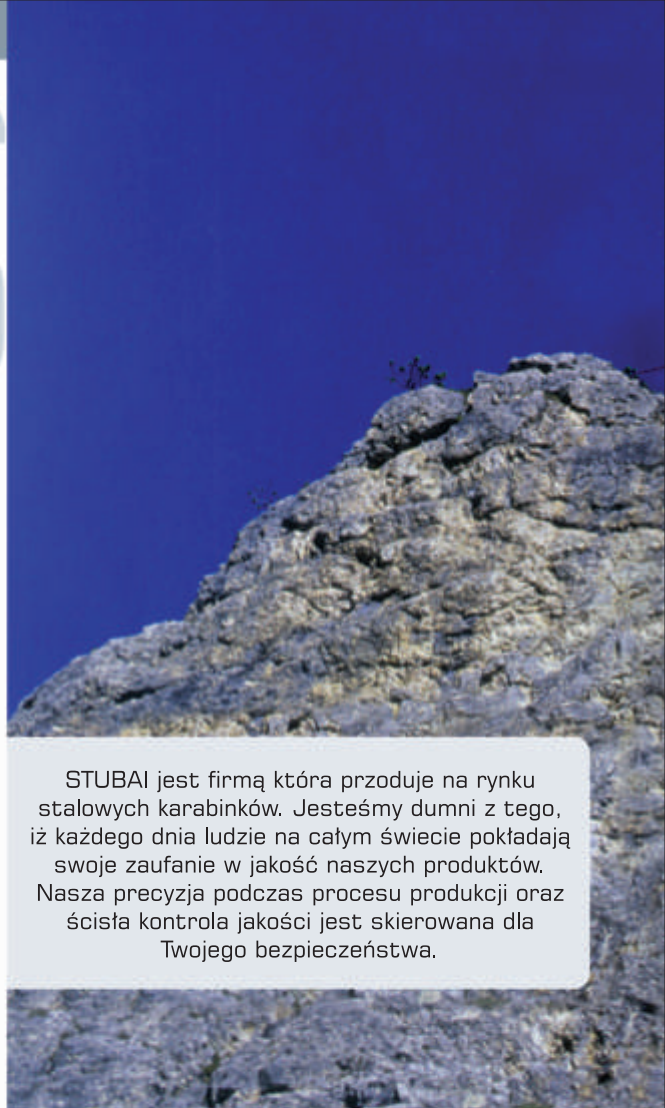 STUBAI jest firmą która przoduje na rynku
stalowych karabinków. Jesteśmy dumni z tego,
iż każdego dnia ludzie na całym świecie pokładają
swoje zaufanie w jakość naszych produktów.
Nasza precyzja podczas procesu produkcji oraz
ścisła kontrola jakości jest skierowana dla
Twojego bezpieczeństwa.